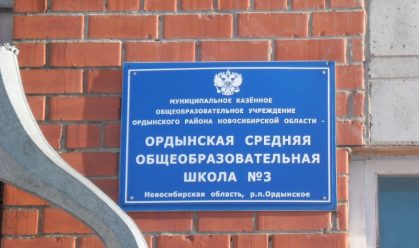 МУНИЦИПАЛЬНОЕ КАЗЁННОЕ
ОБЩЕОБРАЗОВАТЕЛЬНОЕ УЧРЕЖДЕНИЕ
ОРДЫНСКОГО РАЙОНА НОВОСИБИРСКОЙ ОБЛАСТИ -
ОРДЫНСКАЯ СРЕДНЯЯ
ОБЩЕОБРАЗОВАТЕЛЬНАЯ
ШКОЛА №3
Новосибирская область, р.п.Ордынское